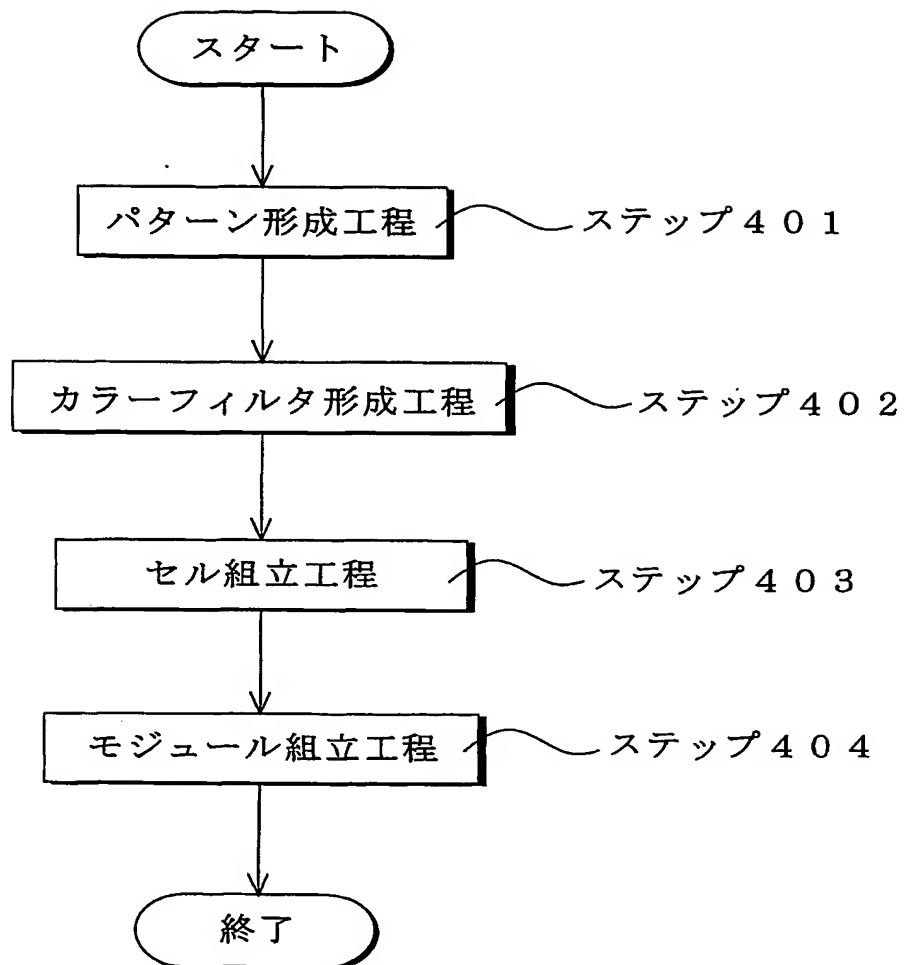 スタート
パターン形成工程
ステップ４０１
カラーフィルタ形成工程
ステップ４０２
セル組立工程
ステップ４０３
モジュール組立工程
ステップ４０４
終了